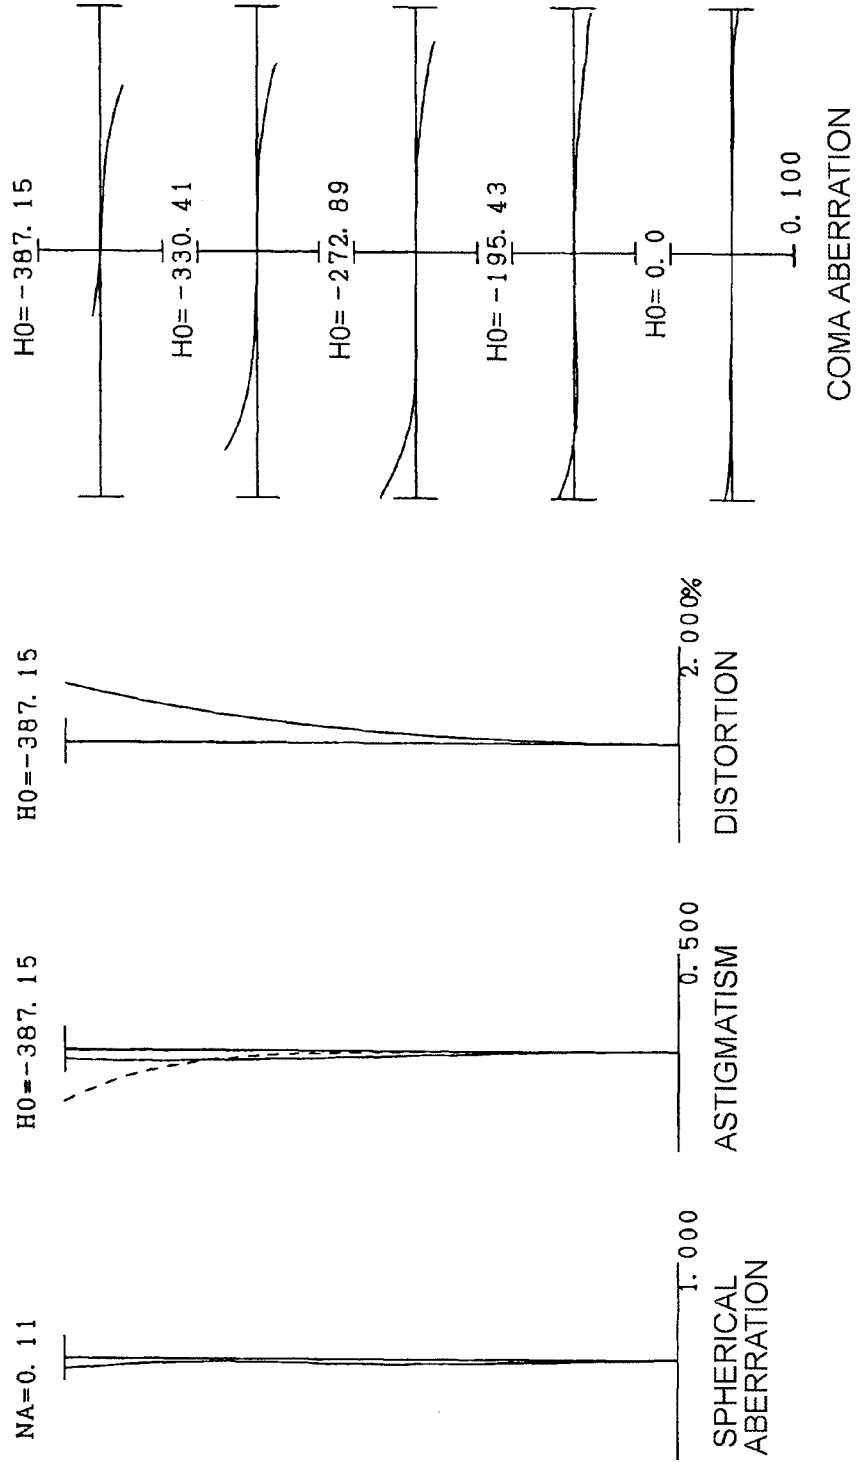 NA=0. 11
1. 000
SPHERICAL
ABERRATION
H0=-387. 15
0. 500
ASTIGMATISM
H0=-387. 15
2. 000%
DISTORTION
H0=-387. 15
H0=-330. 41
H0=-272. 89
H0=-195. 43
H0= 0. 0
0. 100
COMA ABERRATION